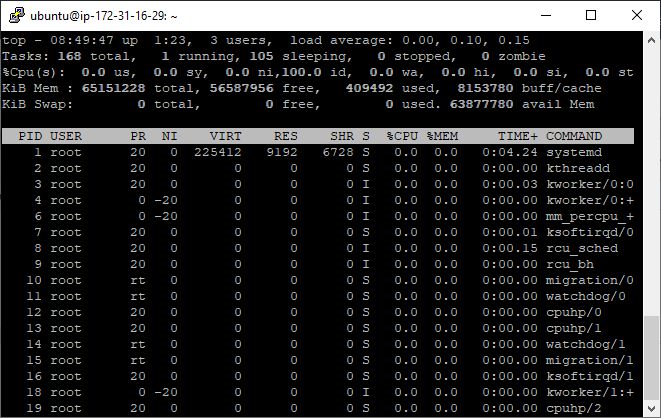 ubuntu@ip-172-31-16-29: ~
top - 08:49:47 up  1:23,  3 users,  load average: 0.00, 0.10, 0.15
Tasks: 168 total,   1 running, 105 sleeping,   0 stopped,   0 zombie
%Cpu(s):  0.0 us,  0.0 sy,  0.0 ni,100.0 id,  0.0 wa,  0.0 hi,  0.0 si,  0.0 st
KiB Mem : 65151228 total, 56587956 free,   409492 used,  8153780 buff/cache
KiB Swap:        0 total,        0 free,        0 used. 63877780 avail Mem
  PID USER      PR  NI    VIRT    RES    SHR S  %CPU %MEM     TIME+ COMMAND
    1 root      20   0  225412   9192   6728 S   0.0  0.0   0:04.24 systemd
    2 root      20   0       0      0      0 S   0.0  0.0   0:00.00 kthreadd
    3 root      20   0       0      0      0 I   0.0  0.0   0:00.03 kworker/0:0
    4 root       0 -20       0      0      0 I   0.0  0.0   0:00.00 kworker/0:+
    6 root       0 -20       0      0      0 I   0.0  0.0   0:00.00 mm_percpu_+
    7 root      20   0       0      0      0 S   0.0  0.0   0:00.01 ksoftirqd/0
    8 root      20   0       0      0      0 I   0.0  0.0   0:00.15 rcu_sched
    9 root      20   0       0      0      0 I   0.0  0.0   0:00.00 rcu_bh
   10 root      rt   0       0      0      0 S   0.0  0.0   0:00.00 migration/0
   11 root      rt   0       0      0      0 S   0.0  0.0   0:00.00 watchdog/0
   12 root      20   0       0      0      0 S   0.0  0.0   0:00.00 cpuhp/0
   13 root      20   0       0      0      0 S   0.0  0.0   0:00.00 cpuhp/1
   14 root      rt   0       0      0      0 S   0.0  0.0   0:00.00 watchdog/1
   15 root      rt   0       0      0      0 S   0.0  0.0   0:00.00 migration/1
   16 root      20   0       0      0      0 S   0.0  0.0   0:00.00 ksoftirqd/1
   18 root       0 -20       0      0      0 I   0.0  0.0   0:00.00 kworker/1:+
   19 root      20   0       0      0      0 S   0.0  0.0   0:00.00 cpuhp/2